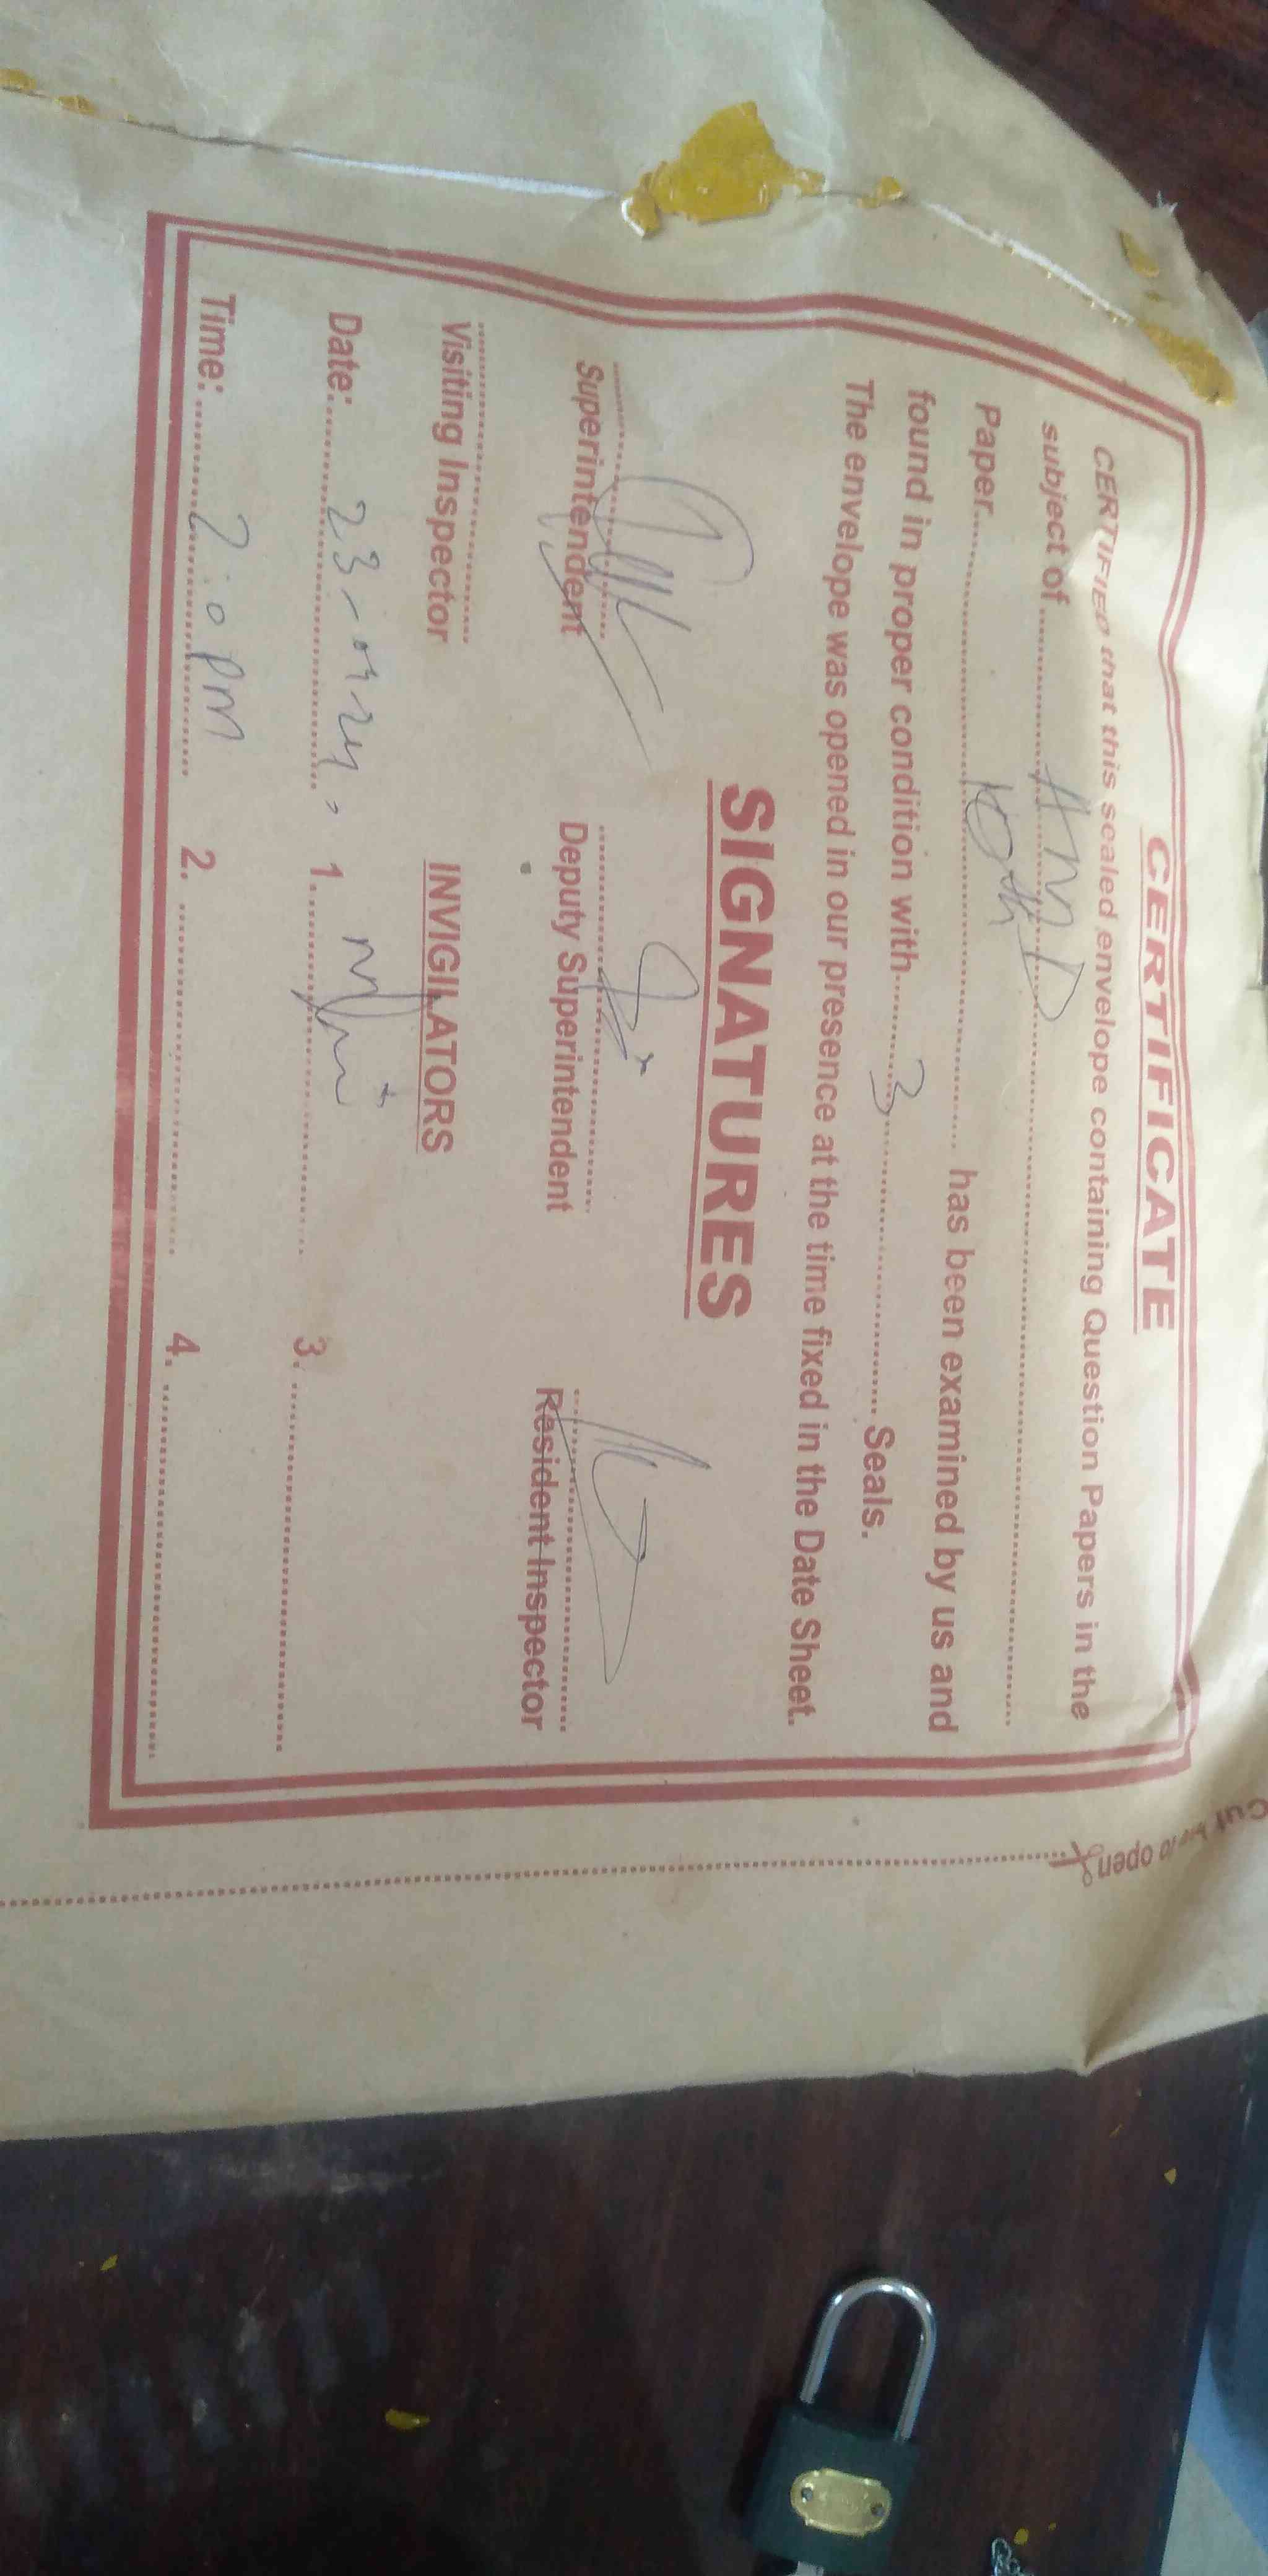 CERTIFICATE
CERTIFIED that this sealed envelope containing Question Papers in the
subject of HM D
Paper 10th has been examined by us and
found in proper condition with 3 Seals.
The envelope was opened in our presence at the time fixed in the Date Sheet.
SIGNATURES
Superintendent Deputy Superintendent Resident Inspector
Visiting Inspector INVIGILATORS
Date: 23- 1. 3.
Time: 2:0 PM 2. 4.
Cut here to open